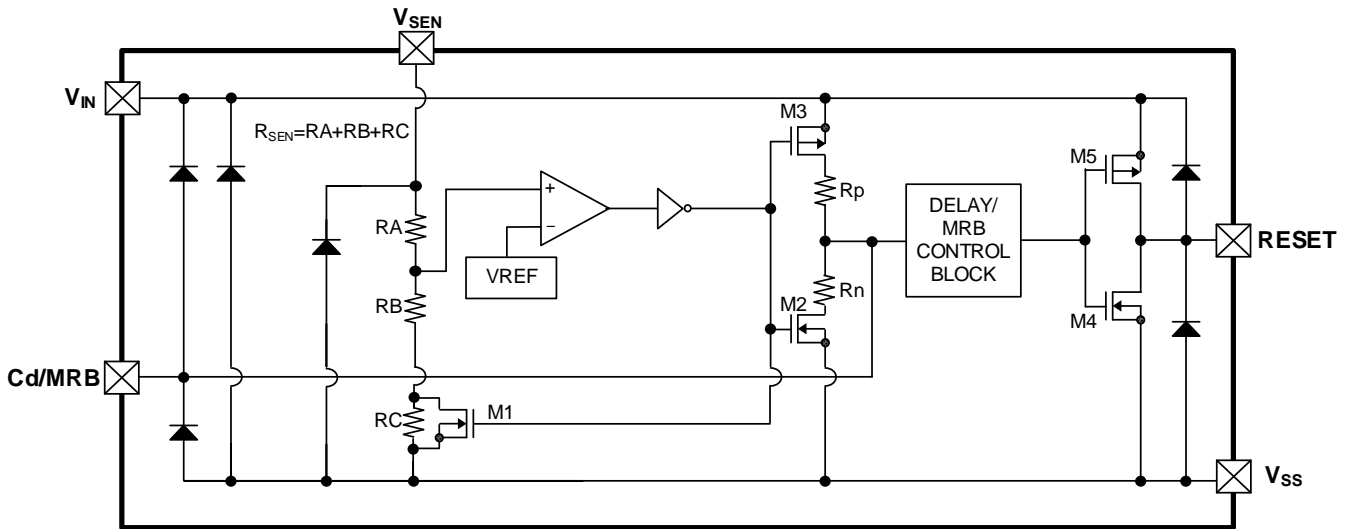 VSEN
VIN
RSEN=RA+RB+RC
M3
M5
+
Rp
DELAY/
MRB
CONTROL
BLOCK
RA
−
RESET
VREF
RB
Rn
M2
M4
Cd/MRB
RC
M1
VSS